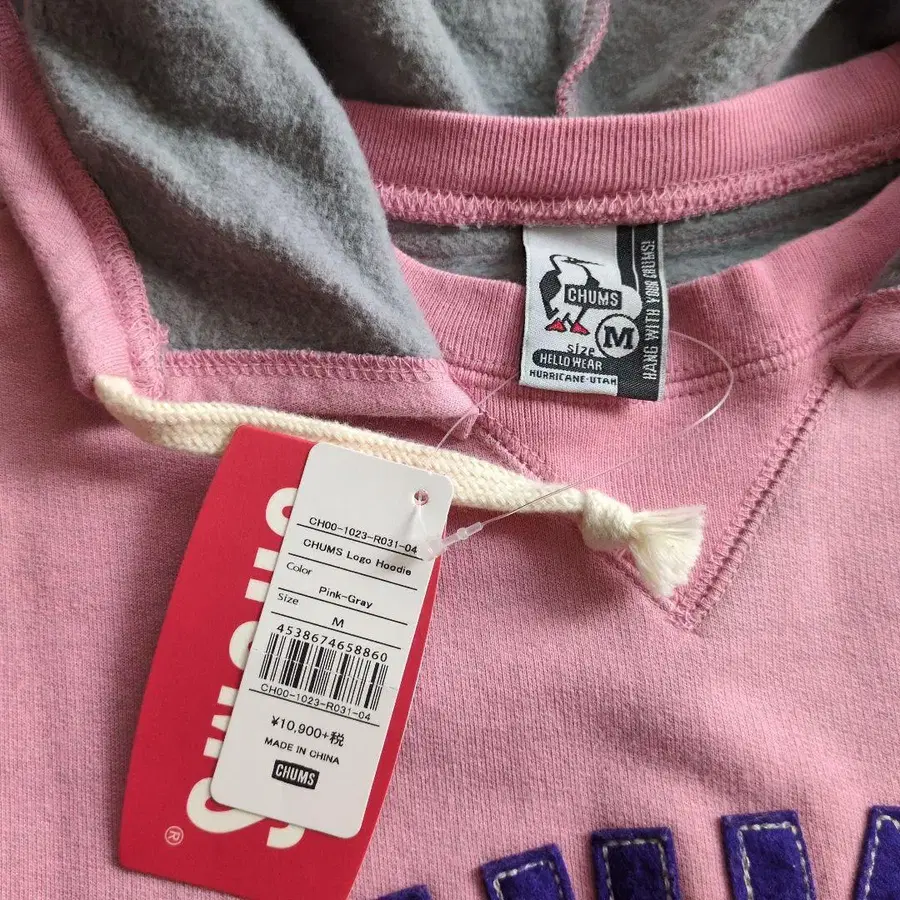 CHUMS
M
size
HELLO WEAR
HURRICANE-UTAH
HANG WITH YOUR CHUMS!
CHUMS
®
CH00-1023-R031-04
CHUMS Logo Hoodie
Color
Pink-Gray
Size
M
4538674658860
CH00-1023-R031-04
¥10,900+税
MADE IN CHINA
CHUMS